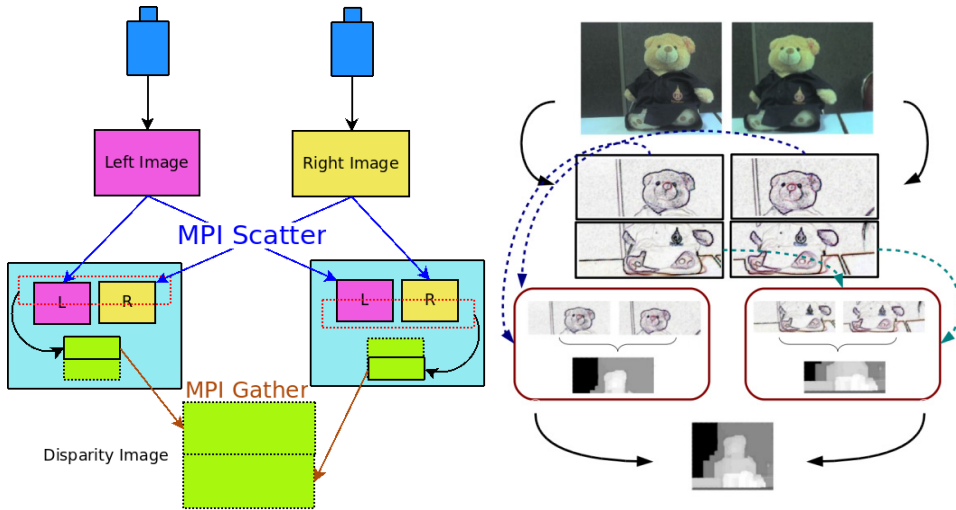 Left Image
Right Image
MPI Scatter
L
R
L
R
MPI Gather
Disparity Image